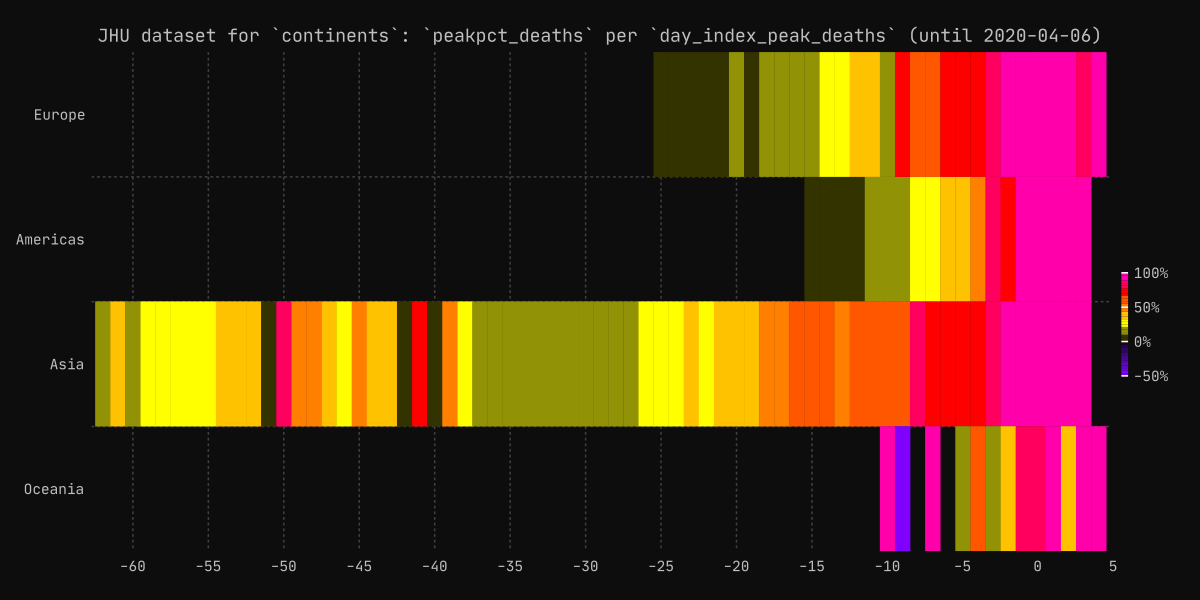 JHU dataset for `continents`: `peakpct_deaths` per `day_index_peak_deaths` (until 2020-04-06)
Europe
Americas
Asia
Oceania
100%
50%
0%
-50%
-60 -55 -50 -45 -40 -35 -30 -25 -20 -15 -10 -5 0 5